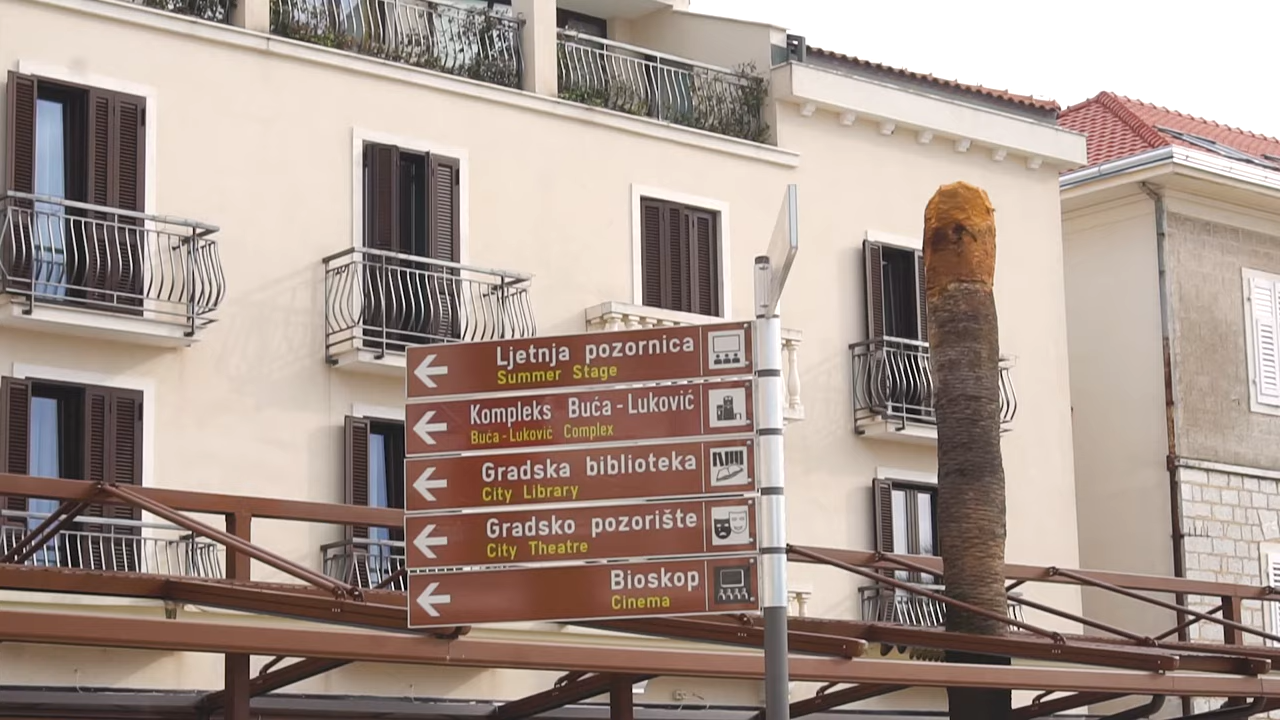 Ljetnja pozornica
Summer Stage
Kompleks Buća-Luković
Buća-Luković Complex
Gradska biblioteka
City Library
Gradsko pozorište
City Theatre
Bioskop
Cinema